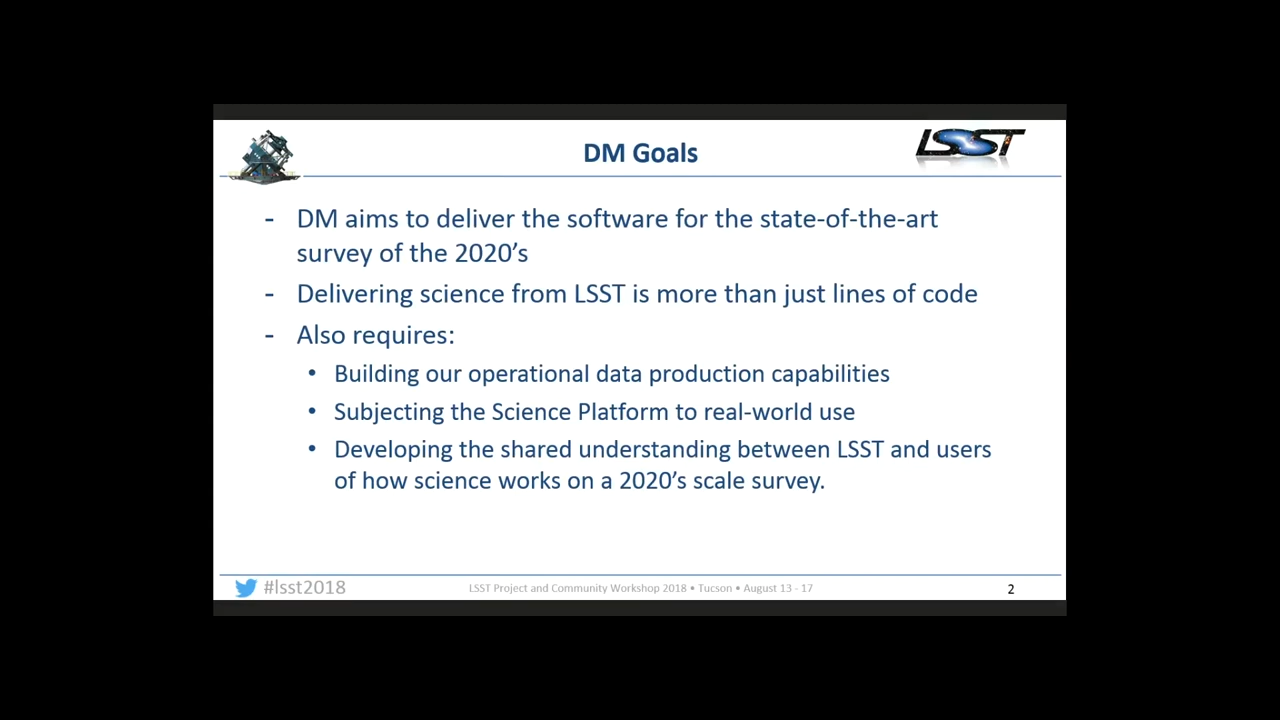 DM Goals
LSST
- DM aims to deliver the software for the state-of-the-art
survey of the 2020’s
- Delivering science from LSST is more than just lines of code
- Also requires:
• Building our operational data production capabilities
• Subjecting the Science Platform to real-world use
• Developing the shared understanding between LSST and users
of how science works on a 2020’s scale survey.
#lsst2018
LSST Project and Community Workshop 2018 • Tucson • August 13 - 17
2